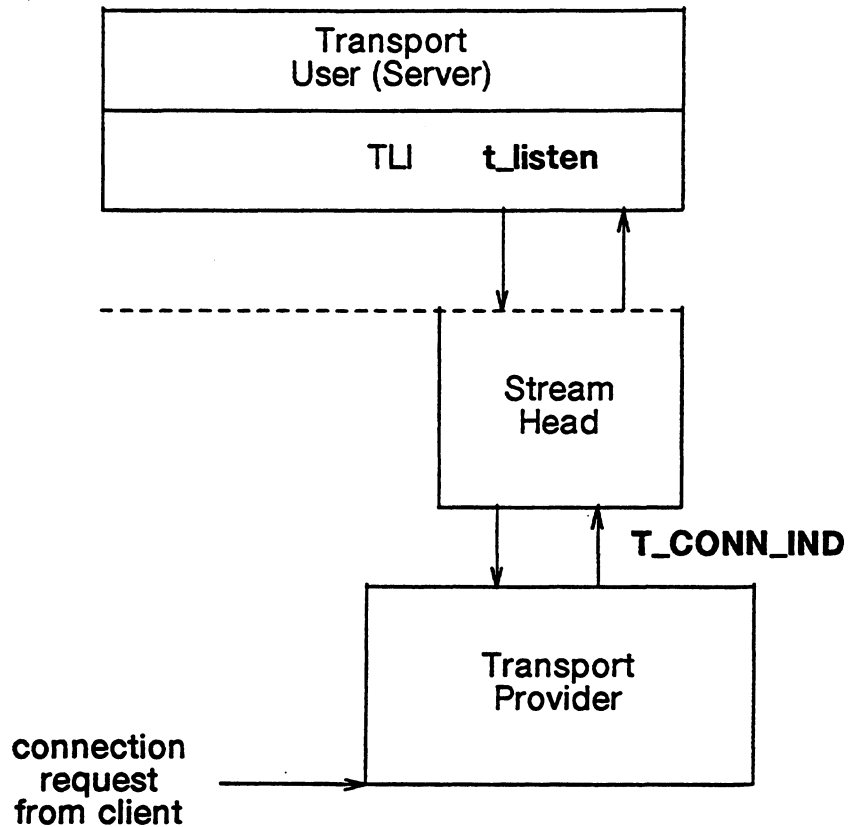 Transport
User (Server)
TLI t_listen
Stream
Head
T_CONN_IND
Transport
Provider
connection
request
from client